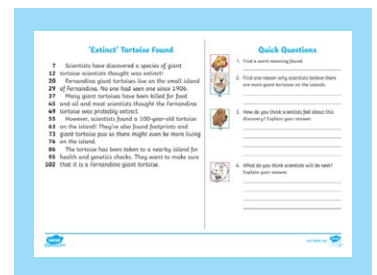 'Extinct' Tortoise Found
7 Scientists have discovered a species of giant
12 tortoise scientists thought was extinct!
20 Fernandina giant tortoises live on the small island
29 of Fernandina. No one had seen one since 1906.
37 Many giant tortoises have been killed for food
45 and oil and most scientists thought the Fernandina
49 tortoise was probably extinct.
55 However, scientists found a 100-year-old tortoise
63 on the island! They've also found footprints and
73 giant tortoise poo so there might even be more living
76 on the island.
86 The tortoise has been taken to a nearby island for
95 health and genetics checks. They want to make sure
102 that it is a Fernandina giant tortoise.
Quick Questions
1. Find a word meaning found.
2. Find one reason why scientists believe there
are more giant tortoises on the islands.
3. How do you think scientists feel about this
discovery? Explain your answer.
4. What do you think scientists will do next?
Explain your answer.
twinkl